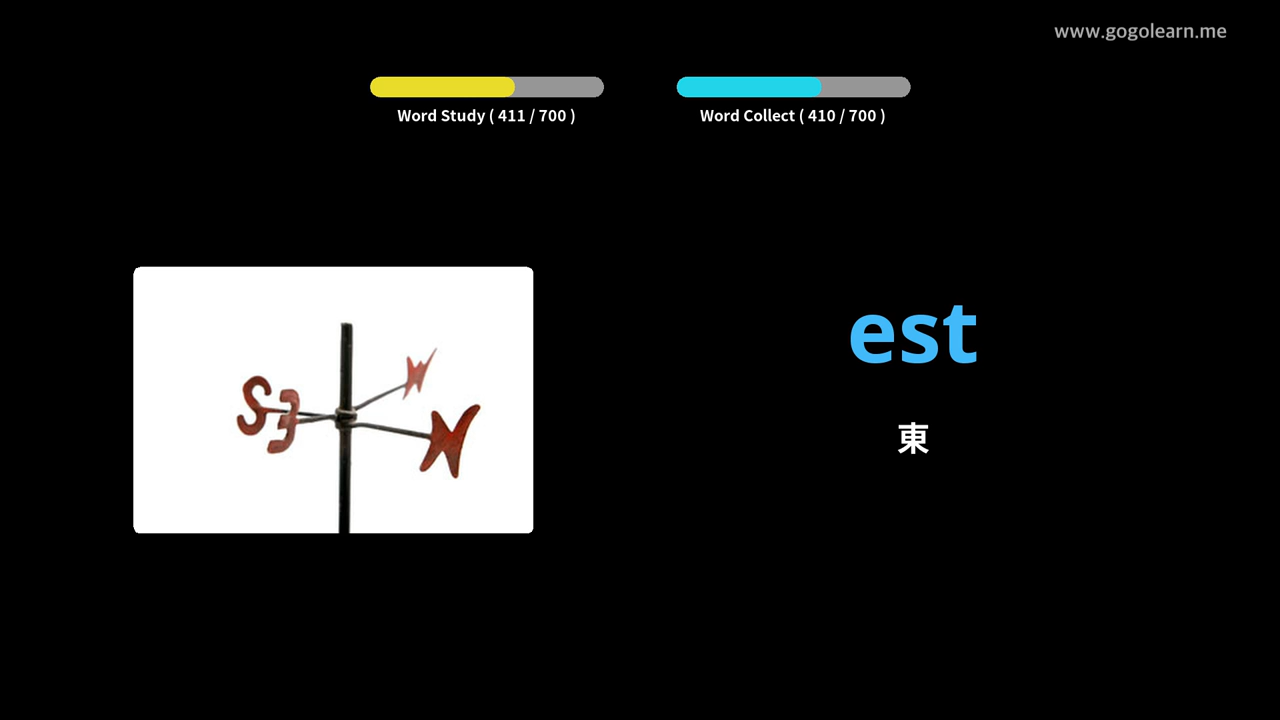 www.gogolearn.me
Word Study ( 411 / 700 )
Word Collect ( 410 / 700 )
S E N
est
東